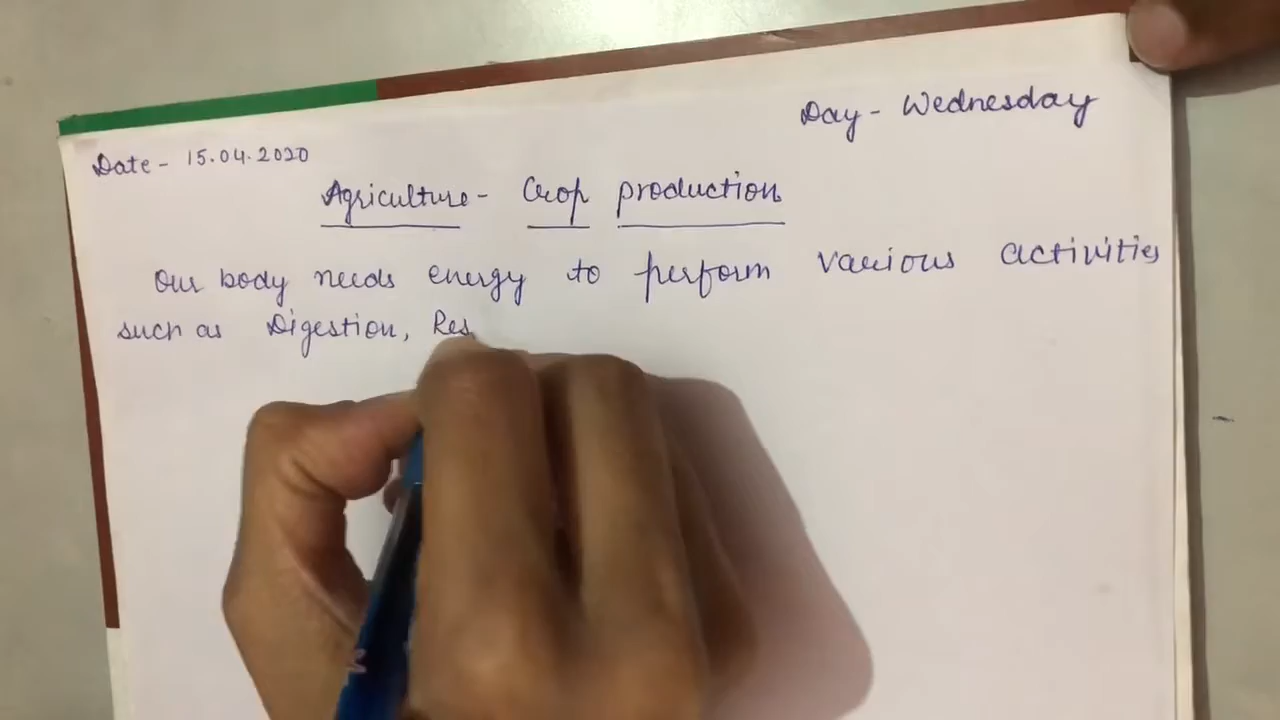 Day - Wednesday
Date - 15.04.2020
Agriculture - Crop production
Our body needs energy to perform various activities
such as Digestion, Res